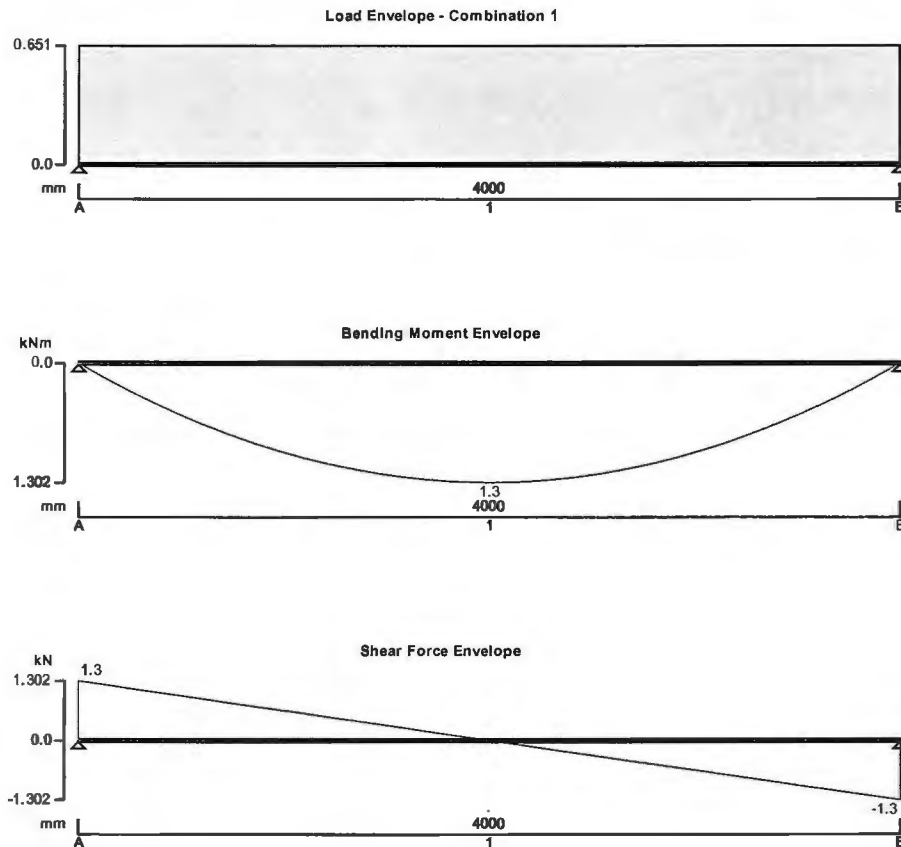 Load Envelope - Combination 1
0.651
0.0
mm 4000
A 1 B
Bending Moment Envelope
kNm
0.0
1.302
1.3
mm 4000
A 1 B
Shear Force Envelope
kN
1.302 1.3
0.0
-1.302 -1.3
mm 4000
A 1 B